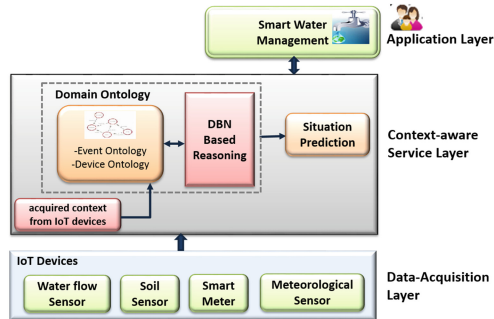 Smart Water
Management
Application Layer
Domain Ontology
-Event Ontology
-Device Ontology
DBN
Based
Reasoning
Situation
Prediction
Context-aware
Service Layer
acquired context
from IoT devices
IoT Devices
Water flow
Sensor
Soil
Sensor
Smart
Meter
Meteorological
Sensor
Data-Acquisition
Layer